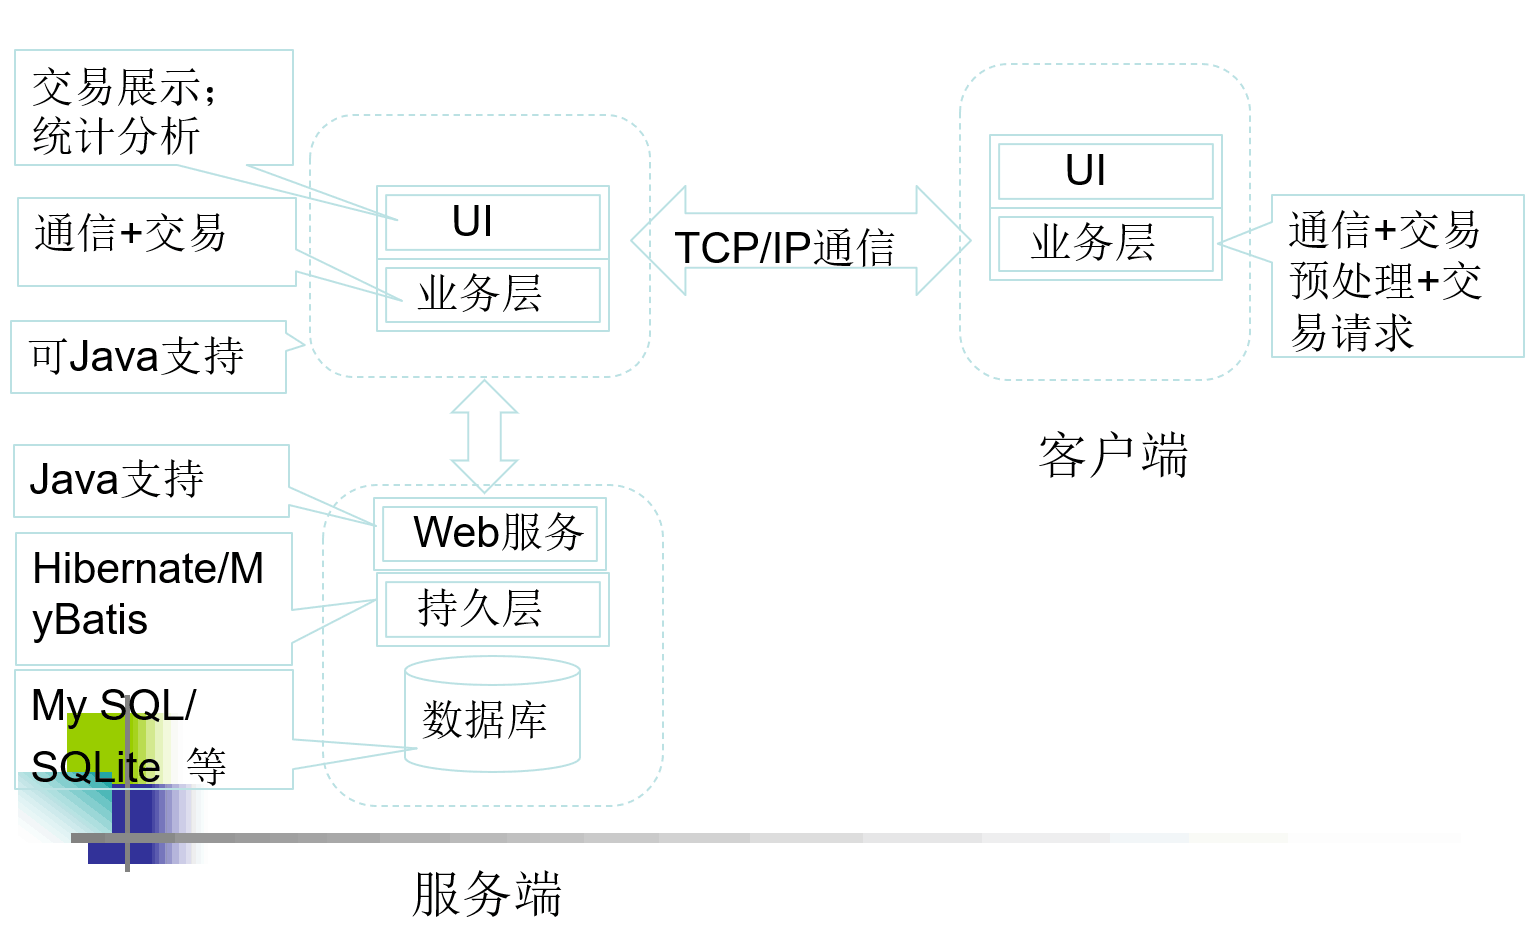 交易展示；
统计分析
通信+交易
可Java支持
UI
业务层
TCP/IP通信
UI
业务层
通信+交易
预处理+交
易请求
客户端
Java支持
Hibernate/M
yBatis
My SQL/
SQLite 等
Web服务
持久层
数据库
服务端